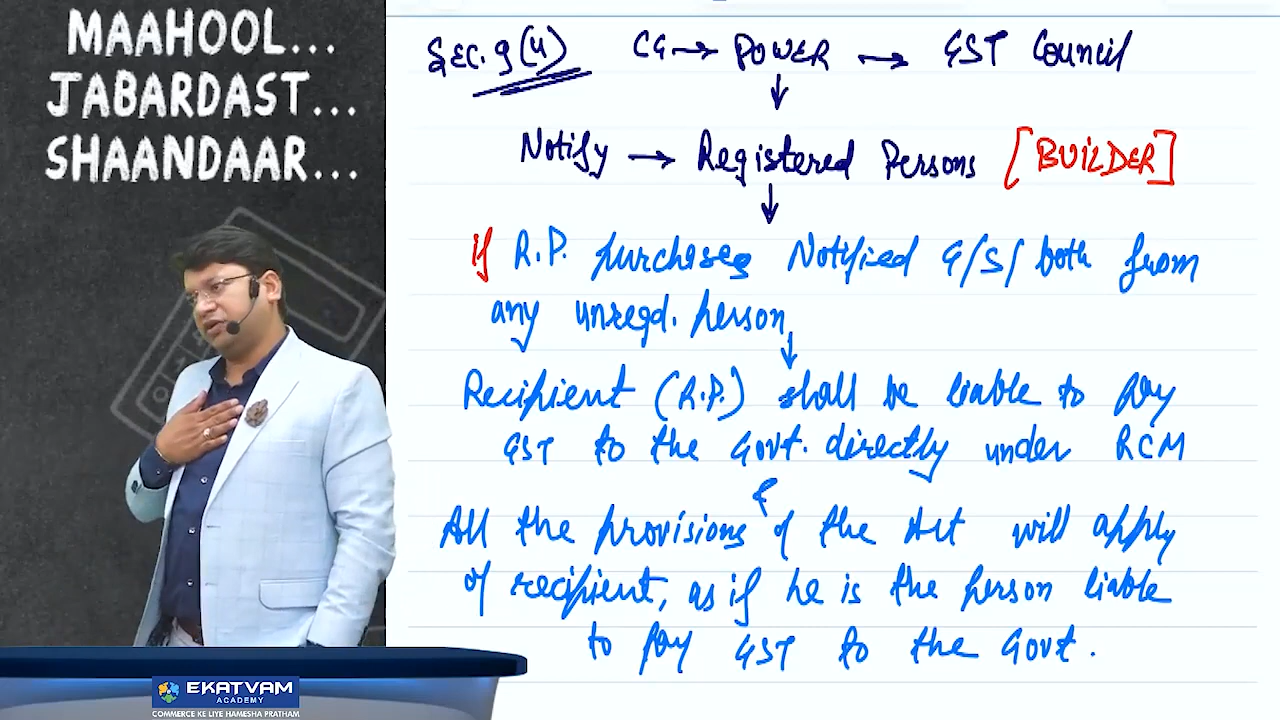 MAAHOOL...
JABARDAST...
SHAANDAAR...
SEC. 9(4) CG → POWER → GST Council
Notify → Registered Persons [BUILDER]
if R.P. purchases Notified G/S/both from
any unregd. person
Recipient (R.P.) shall be liable to pay
GST to the Govt. directly under RCM
&
All the provisions of the Act will apply
of recipient, as if he is the person liable
to pay GST to the Govt.
EKATVAM
ACADEMY
COMMERCE KE LIYE HAMESHA PRATHAM